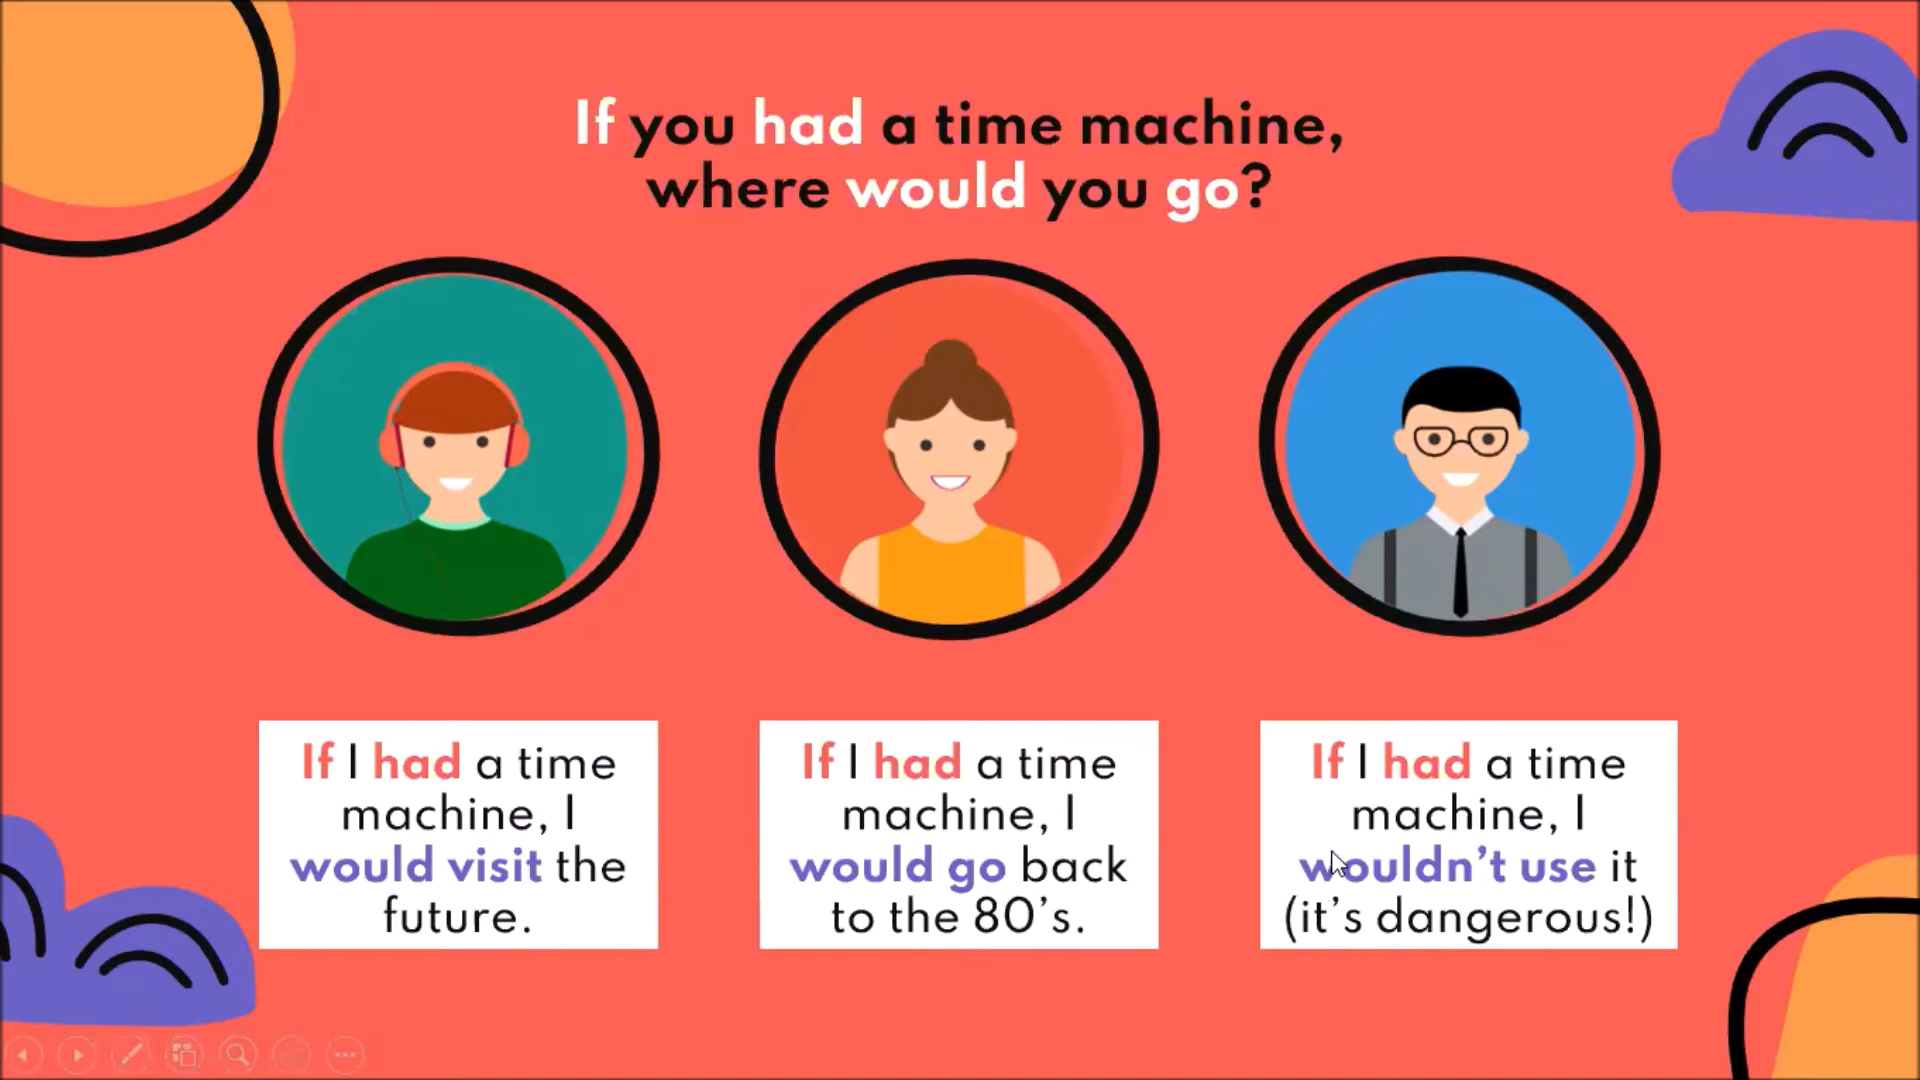 If you had a time machine,
where would you go?
If I had a time
machine, I
would visit the
future.
If I had a time
machine, I
would go back
to the 80’s.
If I had a time
machine, I
wouldn’t use it
(it’s dangerous!)